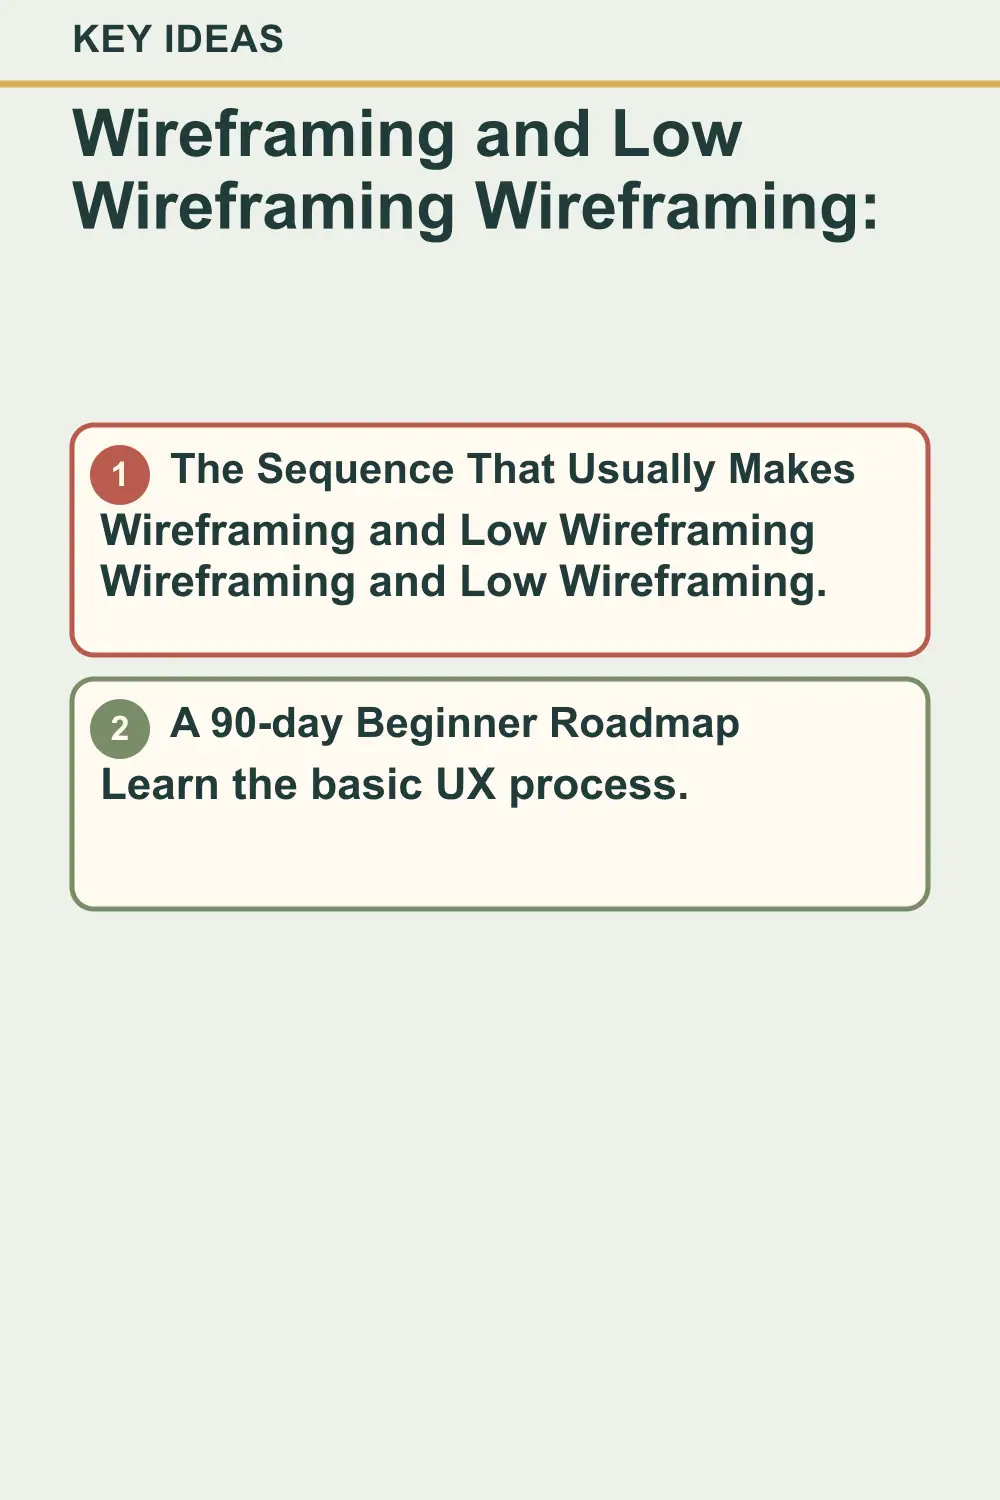 KEY IDEAS
Wireframing and Low
Wireframing Wireframing:
1 The Sequence That Usually Makes
Wireframing and Low Wireframing
Wireframing and Low Wireframing.
2 A 90-day Beginner Roadmap
Learn the basic UX process.